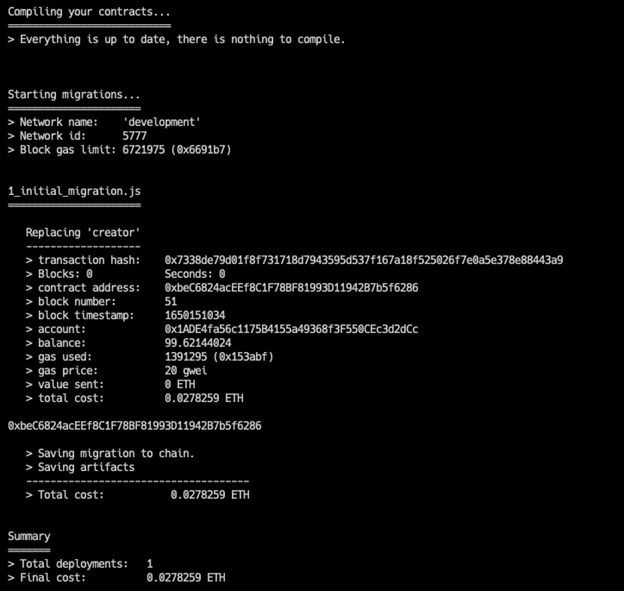 Compiling your contracts...
===========================
> Everything is up to date, there is nothing to compile.
Starting migrations...
======================
> Network name:    'development'
> Network id:      5777
> Block gas limit: 6721975 (0x6691b7)
1_initial_migration.js
======================
   Replacing 'creator'
   -------------------
   > transaction hash:    0x7338de79d01f8f731718d7943595d537f167a18f525026f7e0a5e378e88443a9
   > Blocks: 0            Seconds: 0
   > contract address:    0xbeC6824acEEf8C1F78BF81993D11942B7b5f6286
   > block number:        51
   > block timestamp:     1650151034
   > account:             0x1ADE4fa56c1175B4155a49368f3F550CEc3d2dCc
   > balance:             99.62144024
   > gas used:            1391295 (0x153abf)
   > gas price:           20 gwei
   > value sent:          0 ETH
   > total cost:          0.0278259 ETH
0xbeC6824acEEf8C1F78BF81993D11942B7b5f6286
   > Saving migration to chain.
   > Saving artifacts
   -------------------------------------
   > Total cost:           0.0278259 ETH
Summary
=======
> Total deployments:   1
> Final cost:          0.0278259 ETH